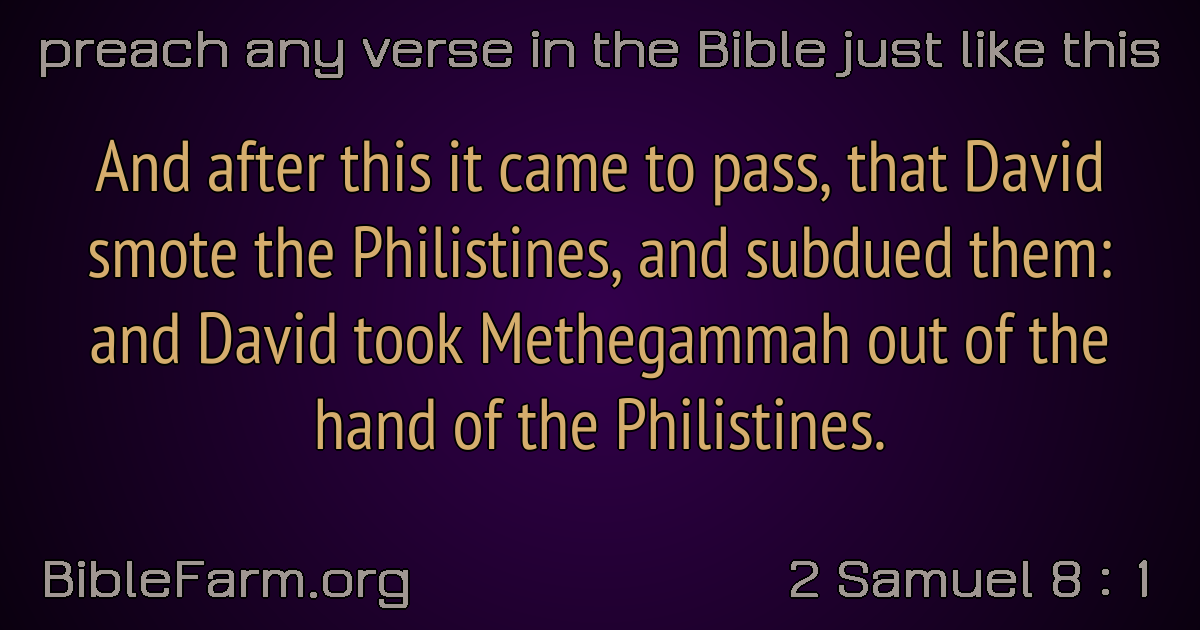 preach any verse in the Bible just like this
And after this it came to pass, that David
smote the Philistines, and subdued them:
and David took Methegammah out of the
hand of the Philistines.
BibleFarm.org
2 Samuel 8 : 1